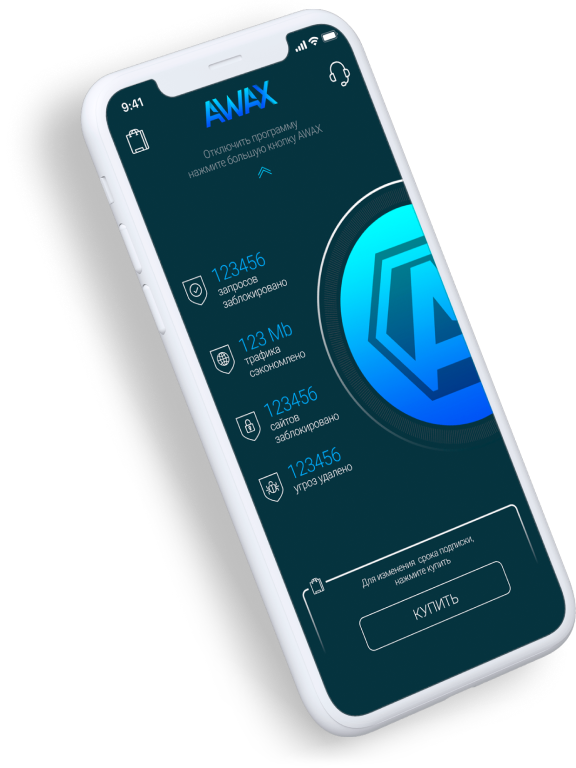 9:41
AWAX
Отключить программу
нажмите большую кнопку AWAX
123456
запросов
заблокировано
123 Mb
трафика
сэкономлено
123456
сайтов
заблокировано
123456
угроз удалено
Для изменения срока подписки,
нажмите купить
КУПИТЬ